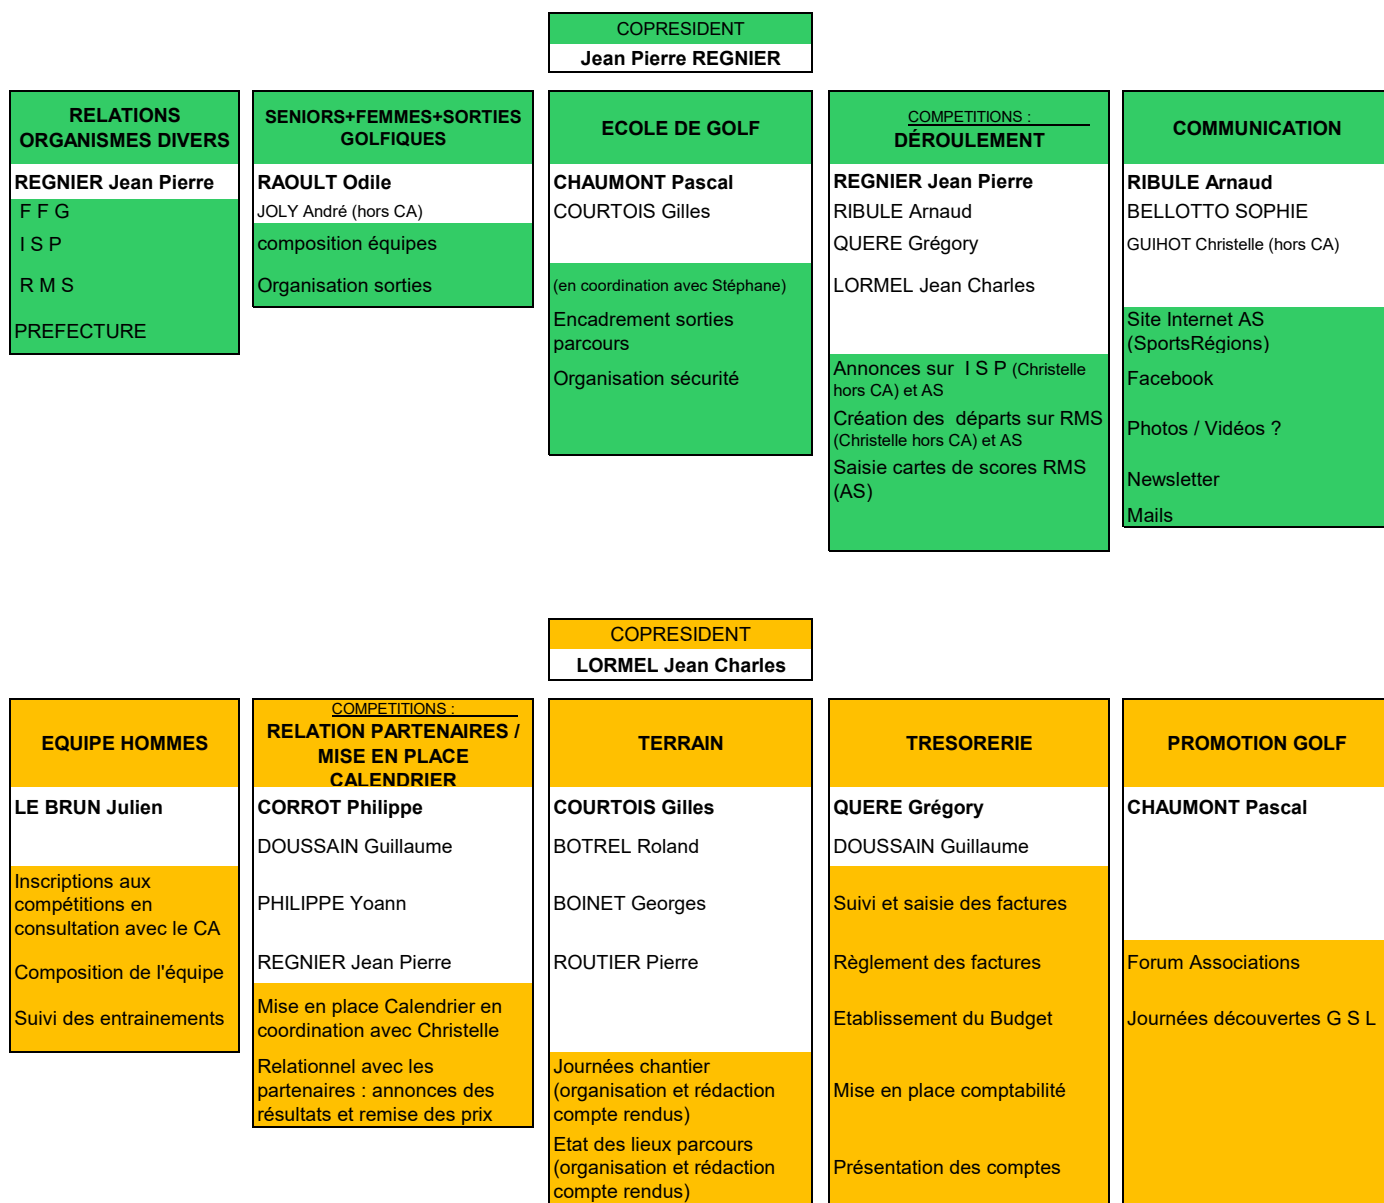 COPRESIDENT
Jean Pierre REGNIER
RELATIONS
ORGANISMES DIVERS
REGNIER Jean Pierre
F F G
I S P
R M S
PREFECTURE
SENIORS+FEMMES+SORTIES
GOLFIQUES
RAOULT Odile
JOLY André (hors CA)
composition équipes
Organisation sorties
ECOLE DE GOLF
CHAUMONT Pascal
COURTOIS Gilles
(en coordination avec Stéphane)
Encadrement sorties
parcours
Organisation sécurité
COMPETITIONS :
DÉROULEMENT
REGNIER Jean Pierre
RIBULE Arnaud
QUERE Grégory
LORMEL Jean Charles
Annonces sur I S P (Christelle
hors CA) et AS
Création des départs sur RMS
(Christelle hors CA) et AS
Saisie cartes de scores RMS
(AS)
COMMUNICATION
RIBULE Arnaud
BELLOTTO SOPHIE
GUIHOT Christelle (hors CA)
Site Internet AS
(SportsRégions)
Facebook
Photos / Vidéos ?
Newsletter
Mails
COPRESIDENT
LORMEL Jean Charles
EQUIPE HOMMES
LE BRUN Julien
Inscriptions aux
compétitions en
consultation avec le CA
Composition de l'équipe
Suivi des entrainements
COMPETITIONS :
RELATION PARTENAIRES /
MISE EN PLACE
CALENDRIER
CORROT Philippe
DOUSSAIN Guillaume
PHILIPPE Yoann
REGNIER Jean Pierre
Mise en place Calendrier en
coordination avec Christelle
Relationnel avec les
partenaires : annonces des
résultats et remise des prix
TERRAIN
COURTOIS Gilles
BOTREL Roland
BOINET Georges
ROUTIER Pierre
Journées chantier
(organisation et rédaction
compte rendus)
Etat des lieux parcours
(organisation et rédaction
compte rendus)
TRESORERIE
QUERE Grégory
DOUSSAIN Guillaume
Suivi et saisie des factures
Règlement des factures
Etablissement du Budget
Mise en place comptabilité
Présentation des comptes
PROMOTION GOLF
CHAUMONT Pascal
Forum Associations
Journées découvertes G S L